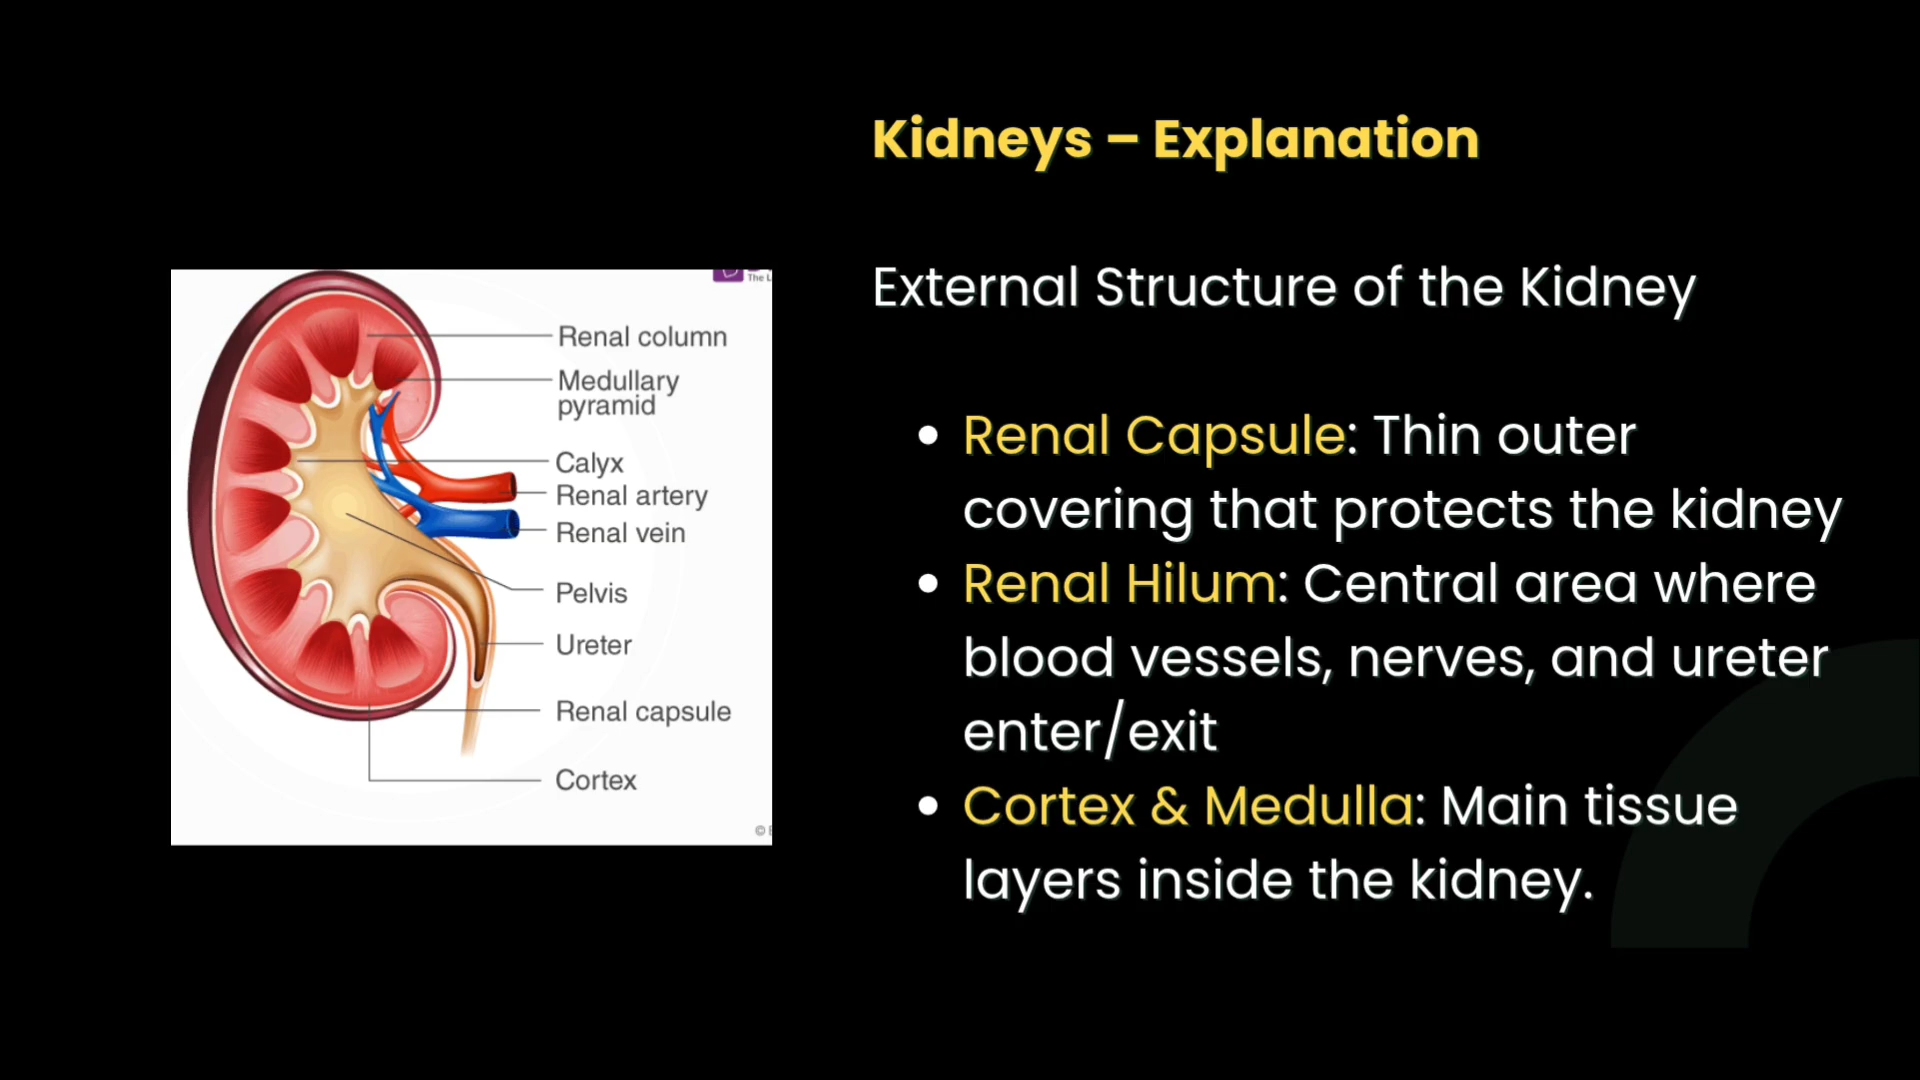 Kidneys – Explanation
External Structure of the Kidney
• Renal Capsule: Thin outer
covering that protects the kidney
• Renal Hilum: Central area where
blood vessels, nerves, and ureter
enter/exit
• Cortex & Medulla: Main tissue
layers inside the kidney.
The L
Renal column
Medullary
pyramid
Calyx
Renal artery
Renal vein
Pelvis
Ureter
Renal capsule
Cortex
©